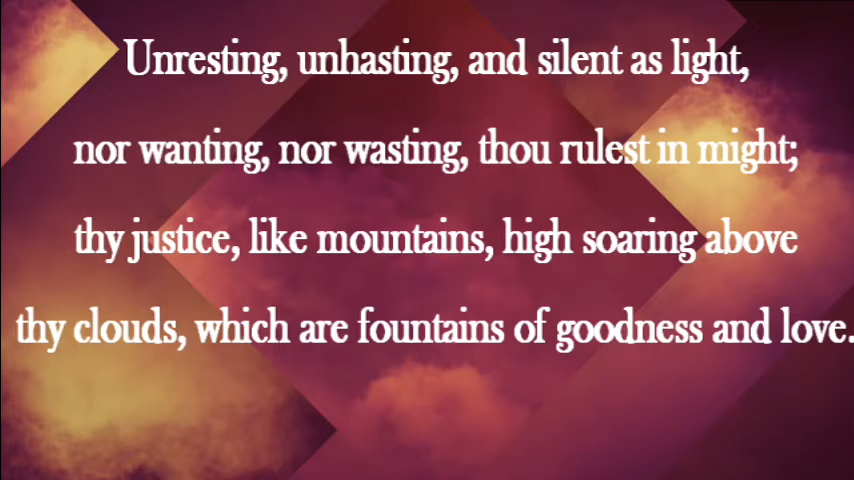 Unresting, unhasting, and silent as light,
nor wanting, nor wasting, thou rulest in might;
thy justice, like mountains, high soaring above
thy clouds, which are fountains of goodness and love.